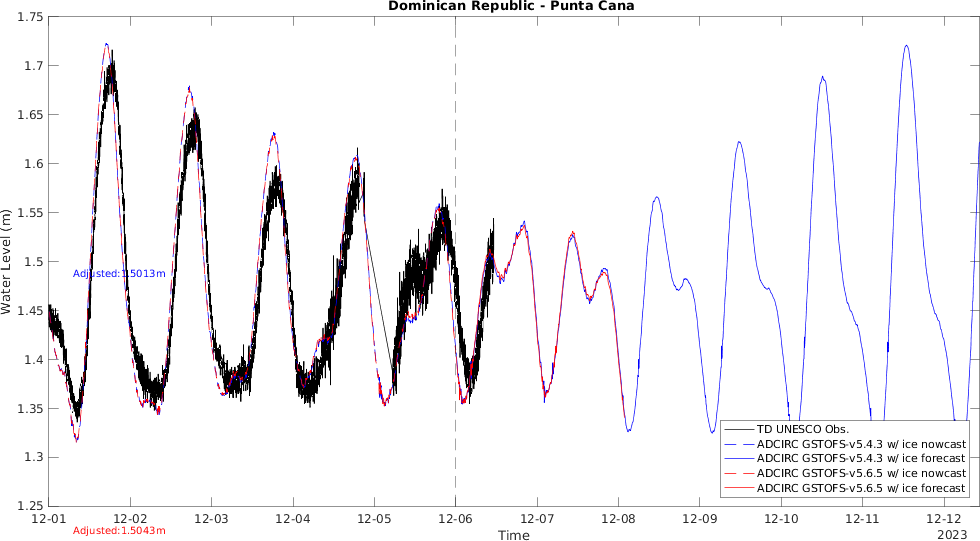 Dominican Republic - Punta Cana
Water Level (m)
1.75
1.7
1.65
1.6
1.55
1.5
1.45
1.4
1.35
1.3
1.25
Adjusted:1.5013m
TD UNESCO Obs.
ADCIRC GSTOFS-v5.4.3 w/ ice nowcast
ADCIRC GSTOFS-v5.4.3 w/ ice forecast
ADCIRC GSTOFS-v5.6.5 w/ ice nowcast
ADCIRC GSTOFS-v5.6.5 w/ ice forecast
12-01 12-02 12-03 12-04 12-05 12-06 12-07 12-08 12-09 12-10 12-11 12-12
Adjusted:1.5043m
Time
2023